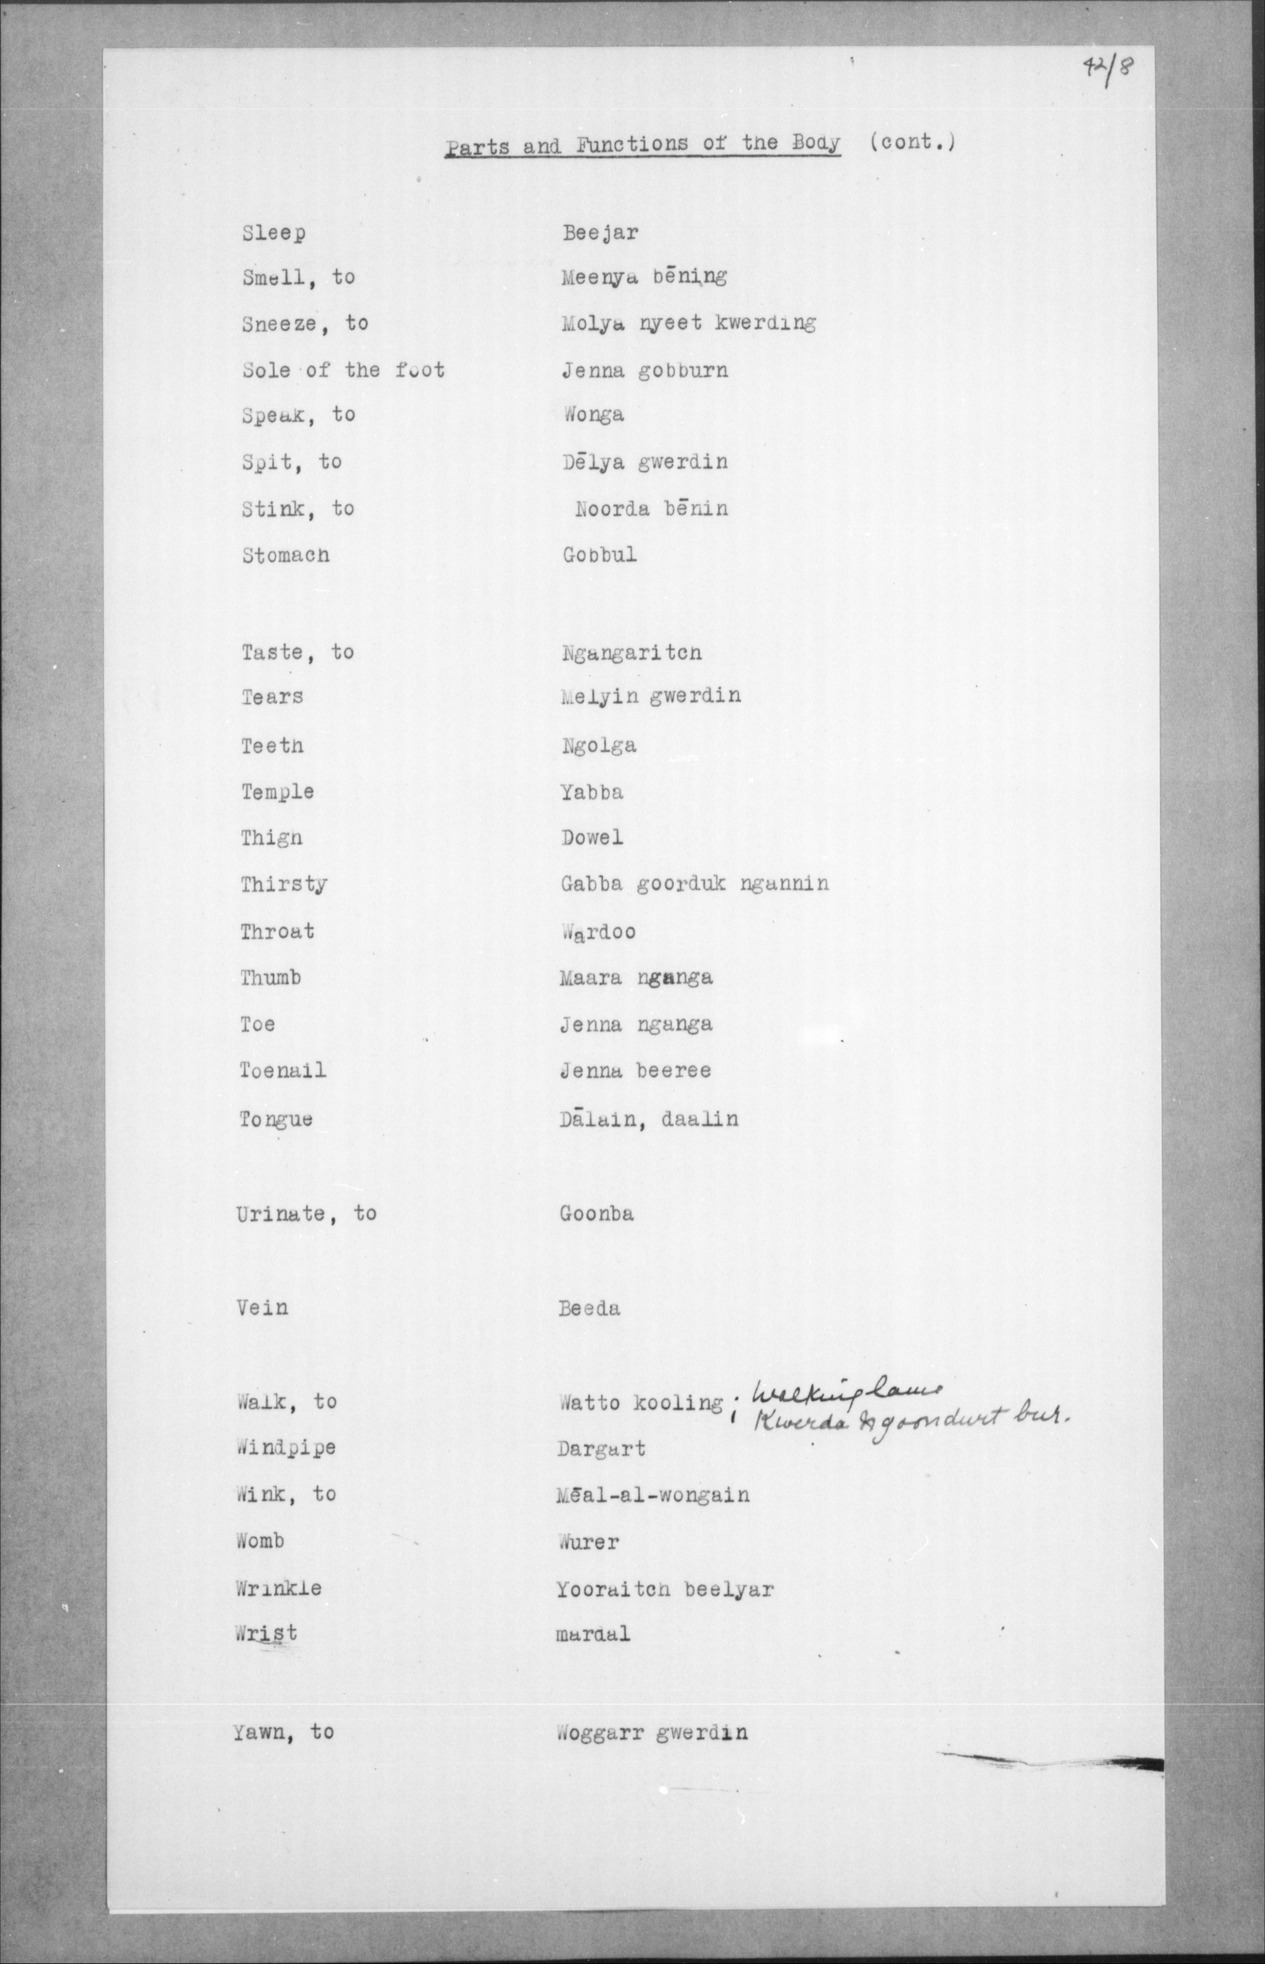 42/8
Parts and Functions of the Body (cont.)
Sleep Beejar
Smell, to Meenya bēning
Sneeze, to Molya nyeet kwerding
Sole of the foot Jenna gobburn
Speak, to Wonga
Spit, to Dēlya gwerdin
Stink, to Noorda bēnin
Stomach Gobbul
Taste, to Ngangaritch
Tears Melyin gwerdin
Teeth Ngolga
Temple Yabba
Thigh Dowel
Thirsty Gabba goorduk ngannin
Throat Wardoo
Thumb Maara nganga
Toe Jenna nganga
Toenail Jenna beeree
Tongue Dālain, daalin
Urinate, to Goonba
Vein Beeda
Walk, to Watto kooling ; Walking lame
Kwerda ngoondurt bur.
Windpipe Dargart
Wink, to Mēal-al-wongain
Womb Wurer
Wrinkle Yooraitch beelyar
Wrist mardal
Yawn, to Woggarr gwerdin